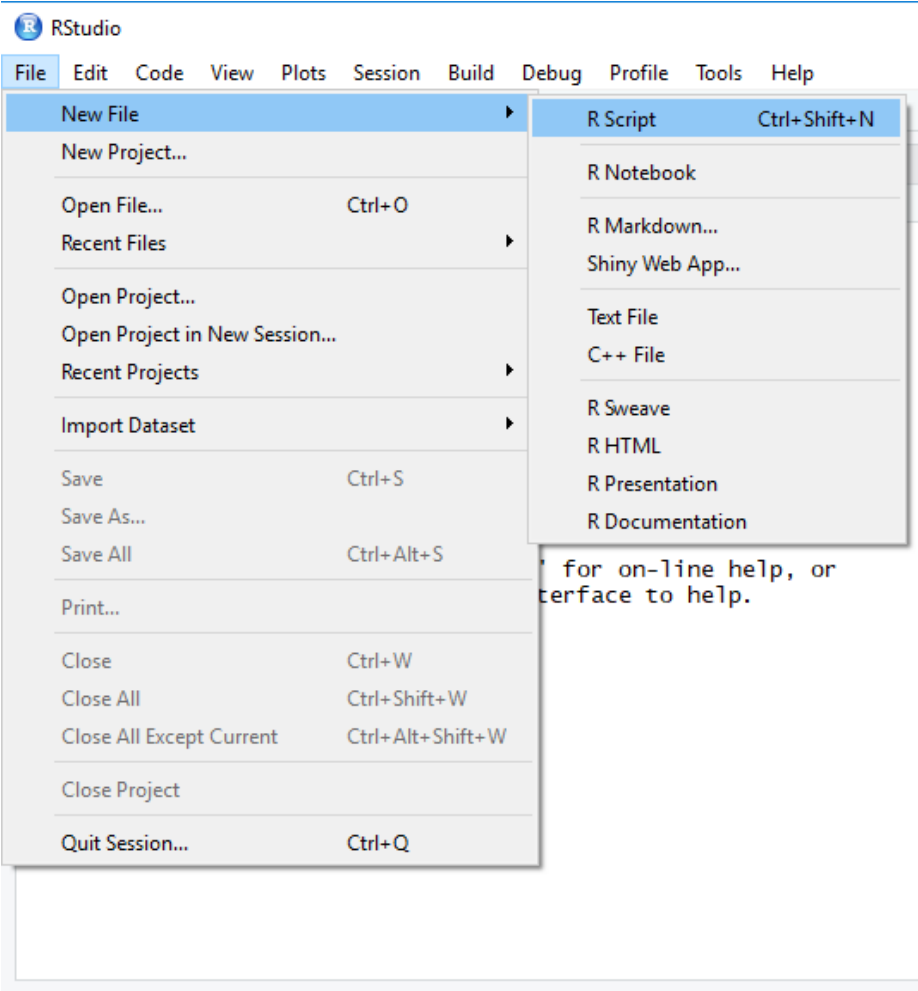 R RStudio
File Edit Code View Plots Session Build Debug Profile Tools Help
New File
New Project...
Open File... Ctrl+O
Recent Files
Open Project...
Open Project in New Session...
Recent Projects
Import Dataset
Save Ctrl+S
Save As...
Save All Ctrl+Alt+S
Print...
Close Ctrl+W
Close All Ctrl+Shift+W
Close All Except Current Ctrl+Alt+Shift+W
Close Project
Quit Session... Ctrl+Q
R Script Ctrl+Shift+N
R Notebook
R Markdown...
Shiny Web App...
Text File
C++ File
R Sweave
R HTML
R Presentation
R Documentation
' for on-line help, or
terface to help.